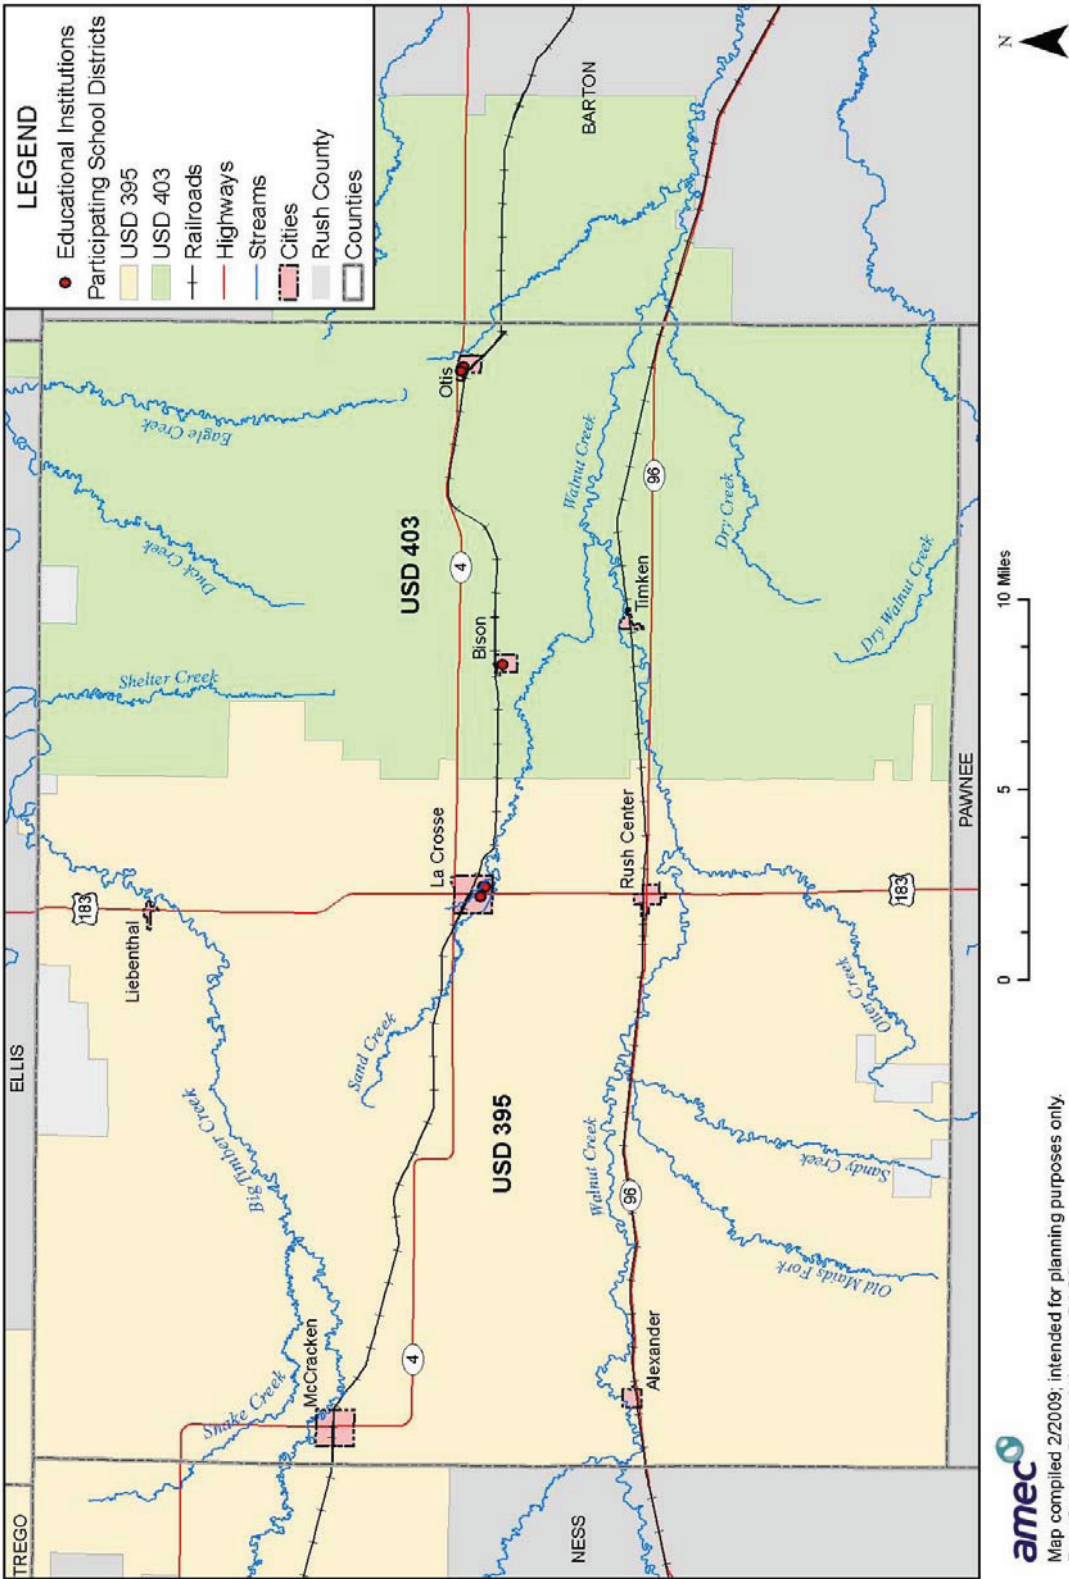 LEGEND
Educational Institutions
Participating School Districts
USD 395
USD 403
Railroads
Highways
Streams
Cities
Rush County
Counties
TREGO
ELLIS
NESS
BARTON
PAWNEE
Snake Creek
McCracken
Big Timber Creek
Liebenthal
183
Shelter Creek
Duck Creek
Eagle Creek
Sand Creek
La Crosse
Bison
Otis
4
4
USD 395
USD 403
Walnut Creek
Walnut Creek
Alexander
96
Rush Center
Timken
96
Old Maids Fork
Sandy Creek
Otter Creek
183
Dry Creek
Dry Walnut Creek
N
0
5
10 Miles
amec
Map compiled 2/2009; intended for planning purposes only.